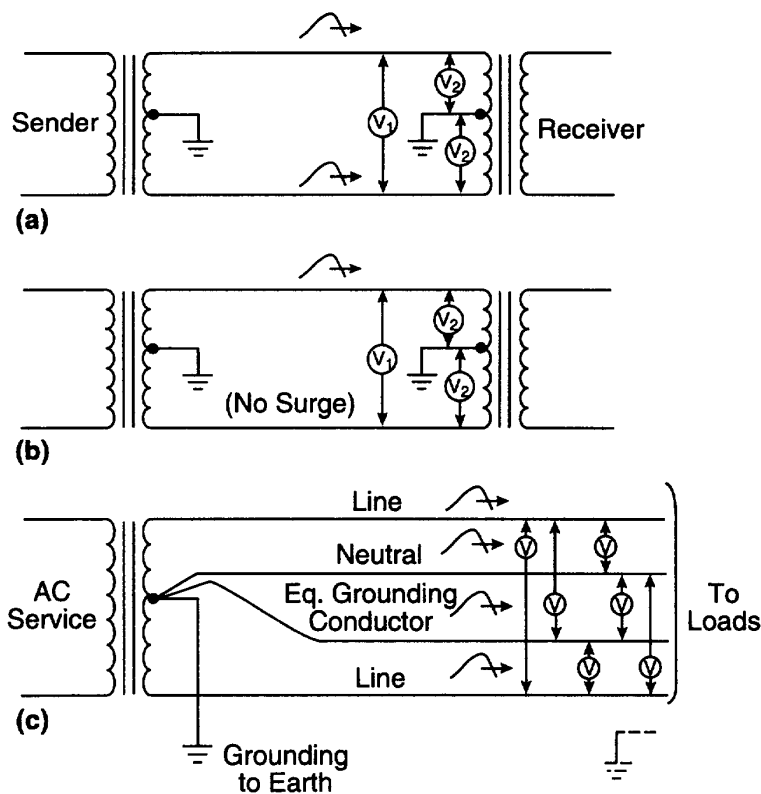 Sender
V1
V2
V2
Receiver
(a)
V1
V2
V2
(No Surge)
(b)
Line
Neutral
V
V
AC
Service
Eq. Grounding
Conductor
V
V
V
To
Loads
Line
V
(c)
Grounding
to Earth